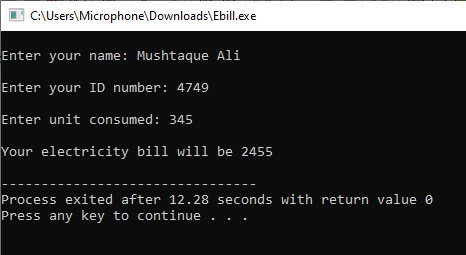 C:\Users\Microphone\Downloads\Ebill.exe
Enter your name: Mushtaque Ali
Enter your ID number: 4749
Enter unit consumed: 345
Your electricity bill will be 2455
--------------------------------
Process exited after 12.28 seconds with return value 0
Press any key to continue . . .